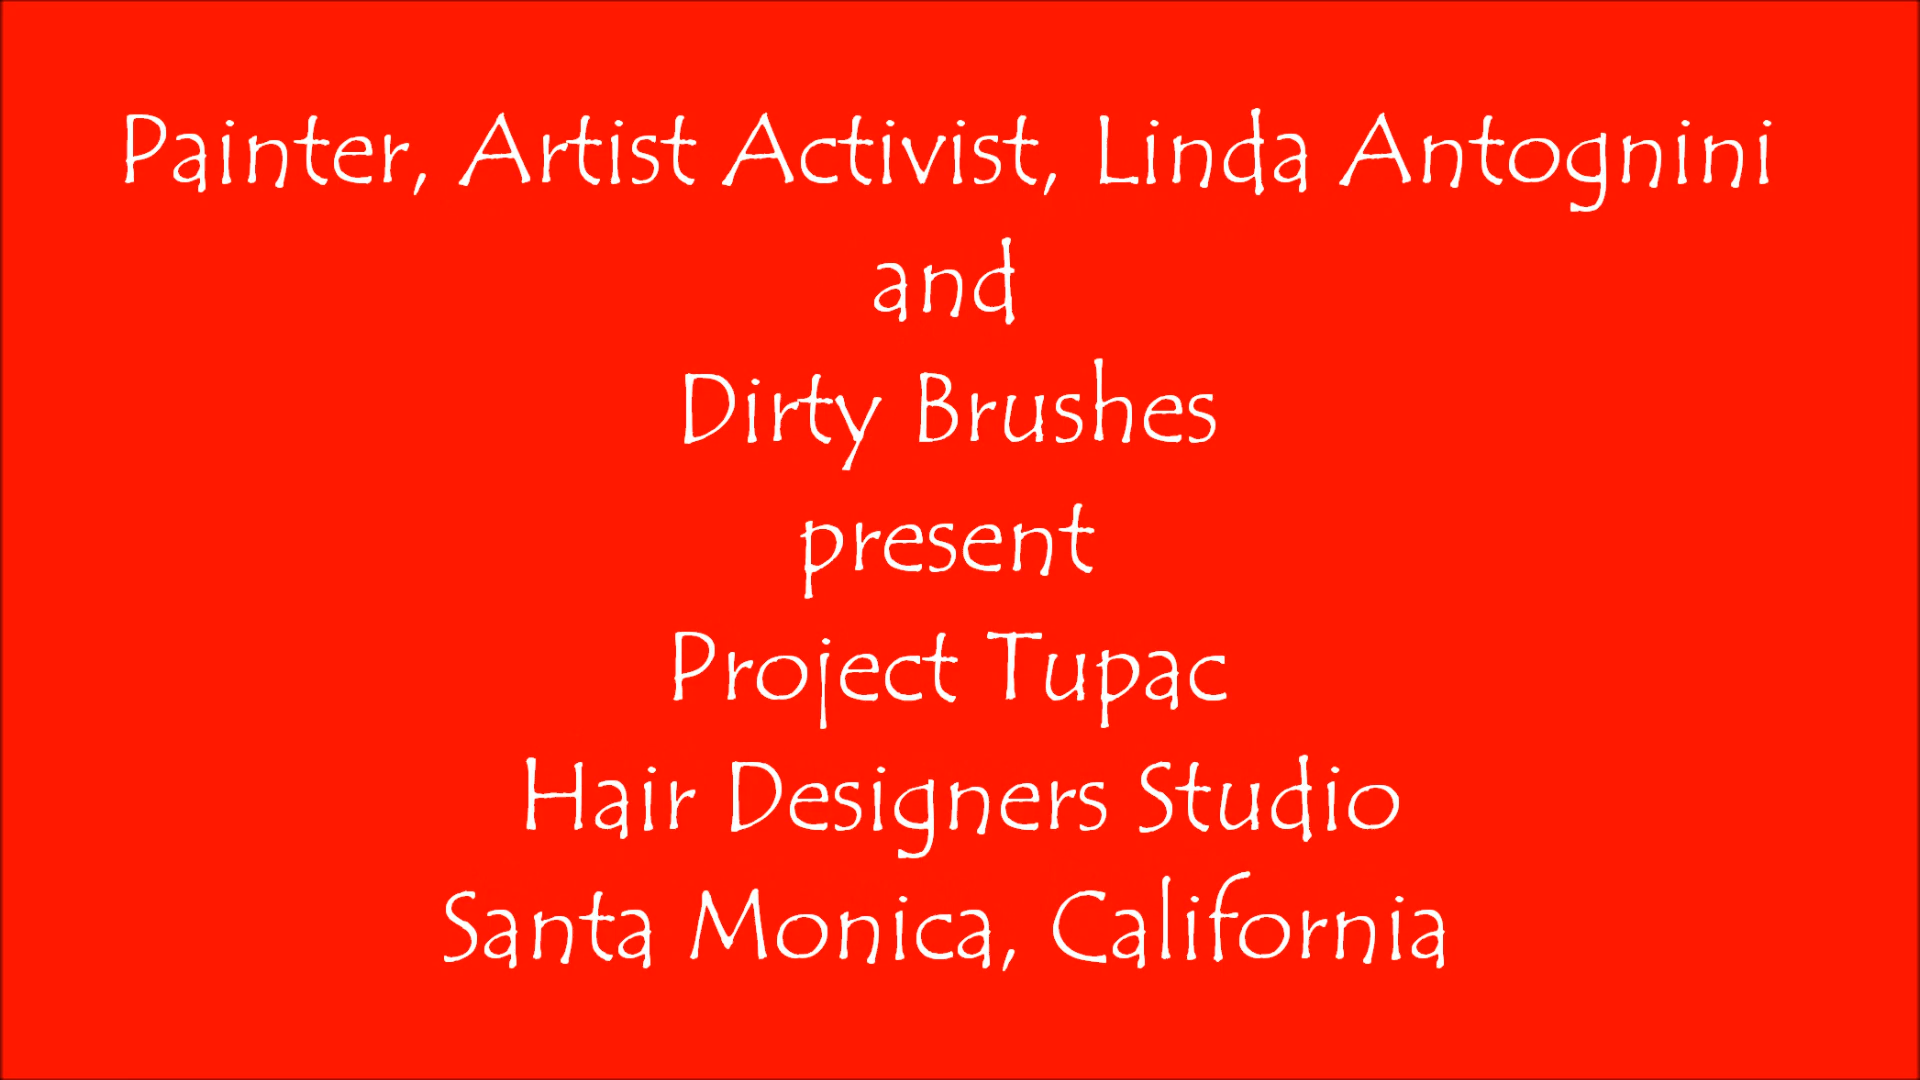 Painter, Artist Activist, Linda Antognini
and
Dirty Brushes
present
Project Tupac
Hair Designers Studio
Santa Monica, California